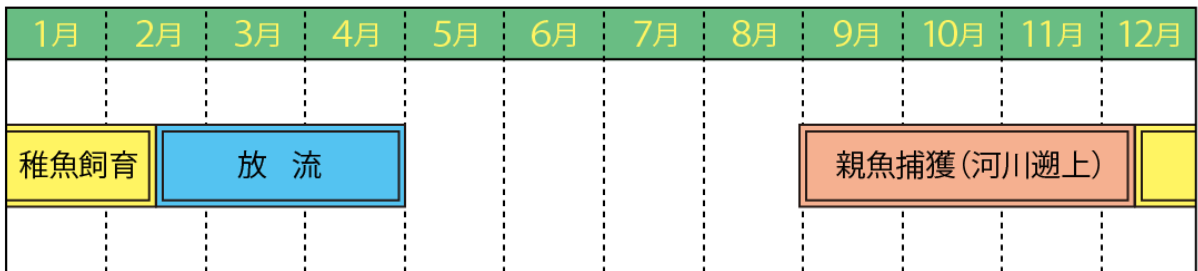 1月 2月 3月 4月 5月 6月 7月 8月 9月 10月 11月 12月
稚魚飼育 放 流 親魚捕獲（河川遡上）